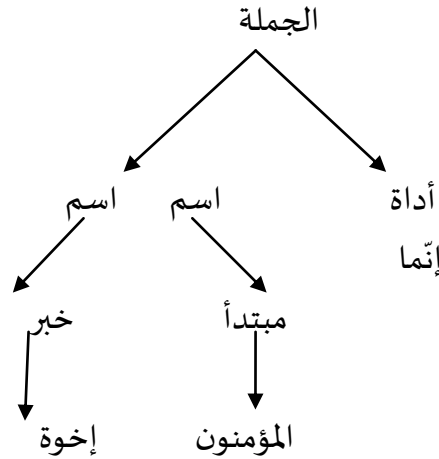 الجملة
أداة اسم اسم
إنّما
مبتدأ خبر
المؤمنون إخوة